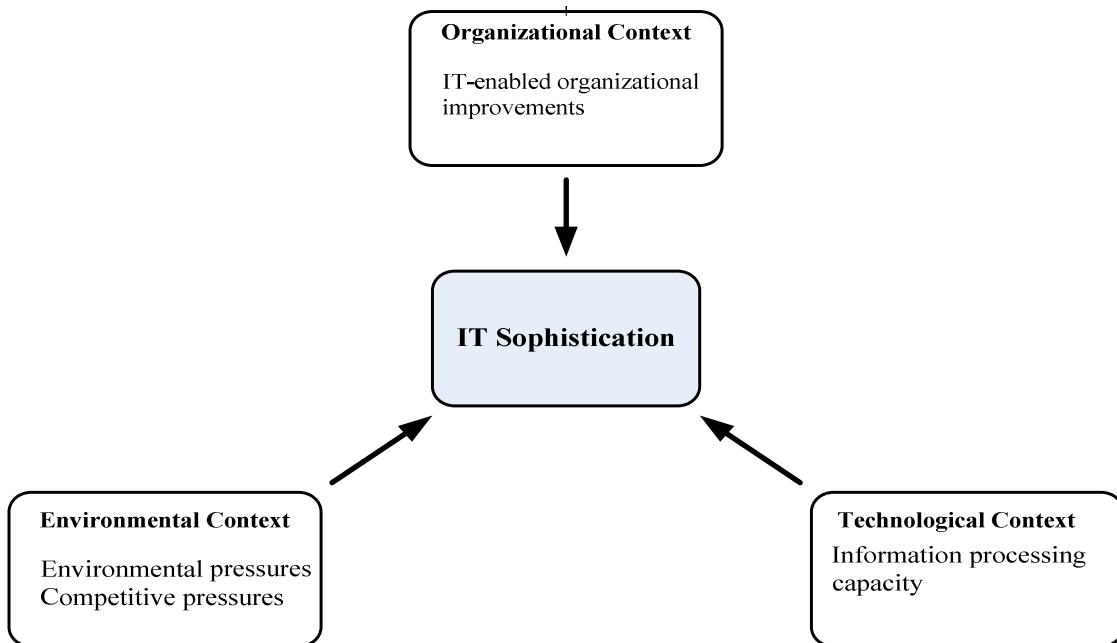 Organizational Context
IT-enabled organizational
improvements
IT Sophistication
Environmental Context
Environmental pressures
Competitive pressures
Technological Context
Information processing
capacity